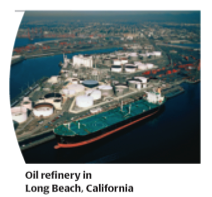 Oil refinery in
Long Beach, California